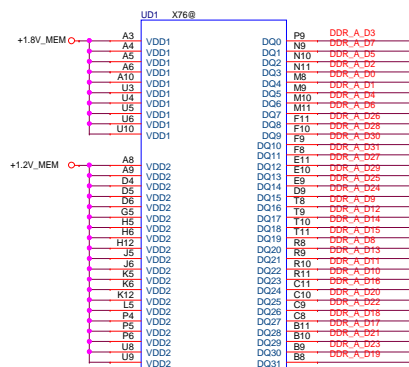 UD1 X76@
+1.8V_MEM A3 VDD1 DQ0 P9 DDR_A_D3
A4 VDD1 DQ1 N9 DDR_A_D7
A5 VDD1 DQ2 N10 DDR_A_D5
A6 VDD1 DQ3 N11 DDR_A_D2
A10 VDD1 DQ4 M8 DDR_A_D0
U3 VDD1 DQ5 M9 DDR_A_D1
U4 VDD1 DQ6 M10 DDR_A_D4
U5 VDD1 DQ7 M11 DDR_A_D6
U6 VDD1 DQ8 F11 DDR_A_D26
U10 VDD1 DQ9 F10 DDR_A_D28
DQ10 F9 DDR_A_D30
DQ11 F8 DDR_A_D31
+1.2V_MEM A8 VDD2 DQ12 E11 DDR_A_D27
A9 VDD2 DQ13 E10 DDR_A_D29
D4 VDD2 DQ14 E9 DDR_A_D25
D5 VDD2 DQ15 D9 DDR_A_D24
D6 VDD2 DQ16 T8 DDR_A_D9
G5 VDD2 DQ17 T9 DDR_A_D12
H5 VDD2 DQ18 T10 DDR_A_D14
H6 VDD2 DQ19 T11 DDR_A_D15
H12 VDD2 DQ20 R8 DDR_A_D8
J5 VDD2 DQ21 R9 DDR_A_D13
J6 VDD2 DQ22 R10 DDR_A_D11
K5 VDD2 DQ23 R11 DDR_A_D10
K6 VDD2 DQ24 C11 DDR_A_D16
K12 VDD2 DQ25 C10 DDR_A_D20
L5 VDD2 DQ26 C9 DDR_A_D22
P4 VDD2 DQ27 C8 DDR_A_D18
P5 VDD2 DQ28 B11 DDR_A_D17
P6 VDD2 DQ29 B10 DDR_A_D21
U8 VDD2 DQ30 B9 DDR_A_D23
U9 VDD2 DQ31 B8 DDR_A_D19